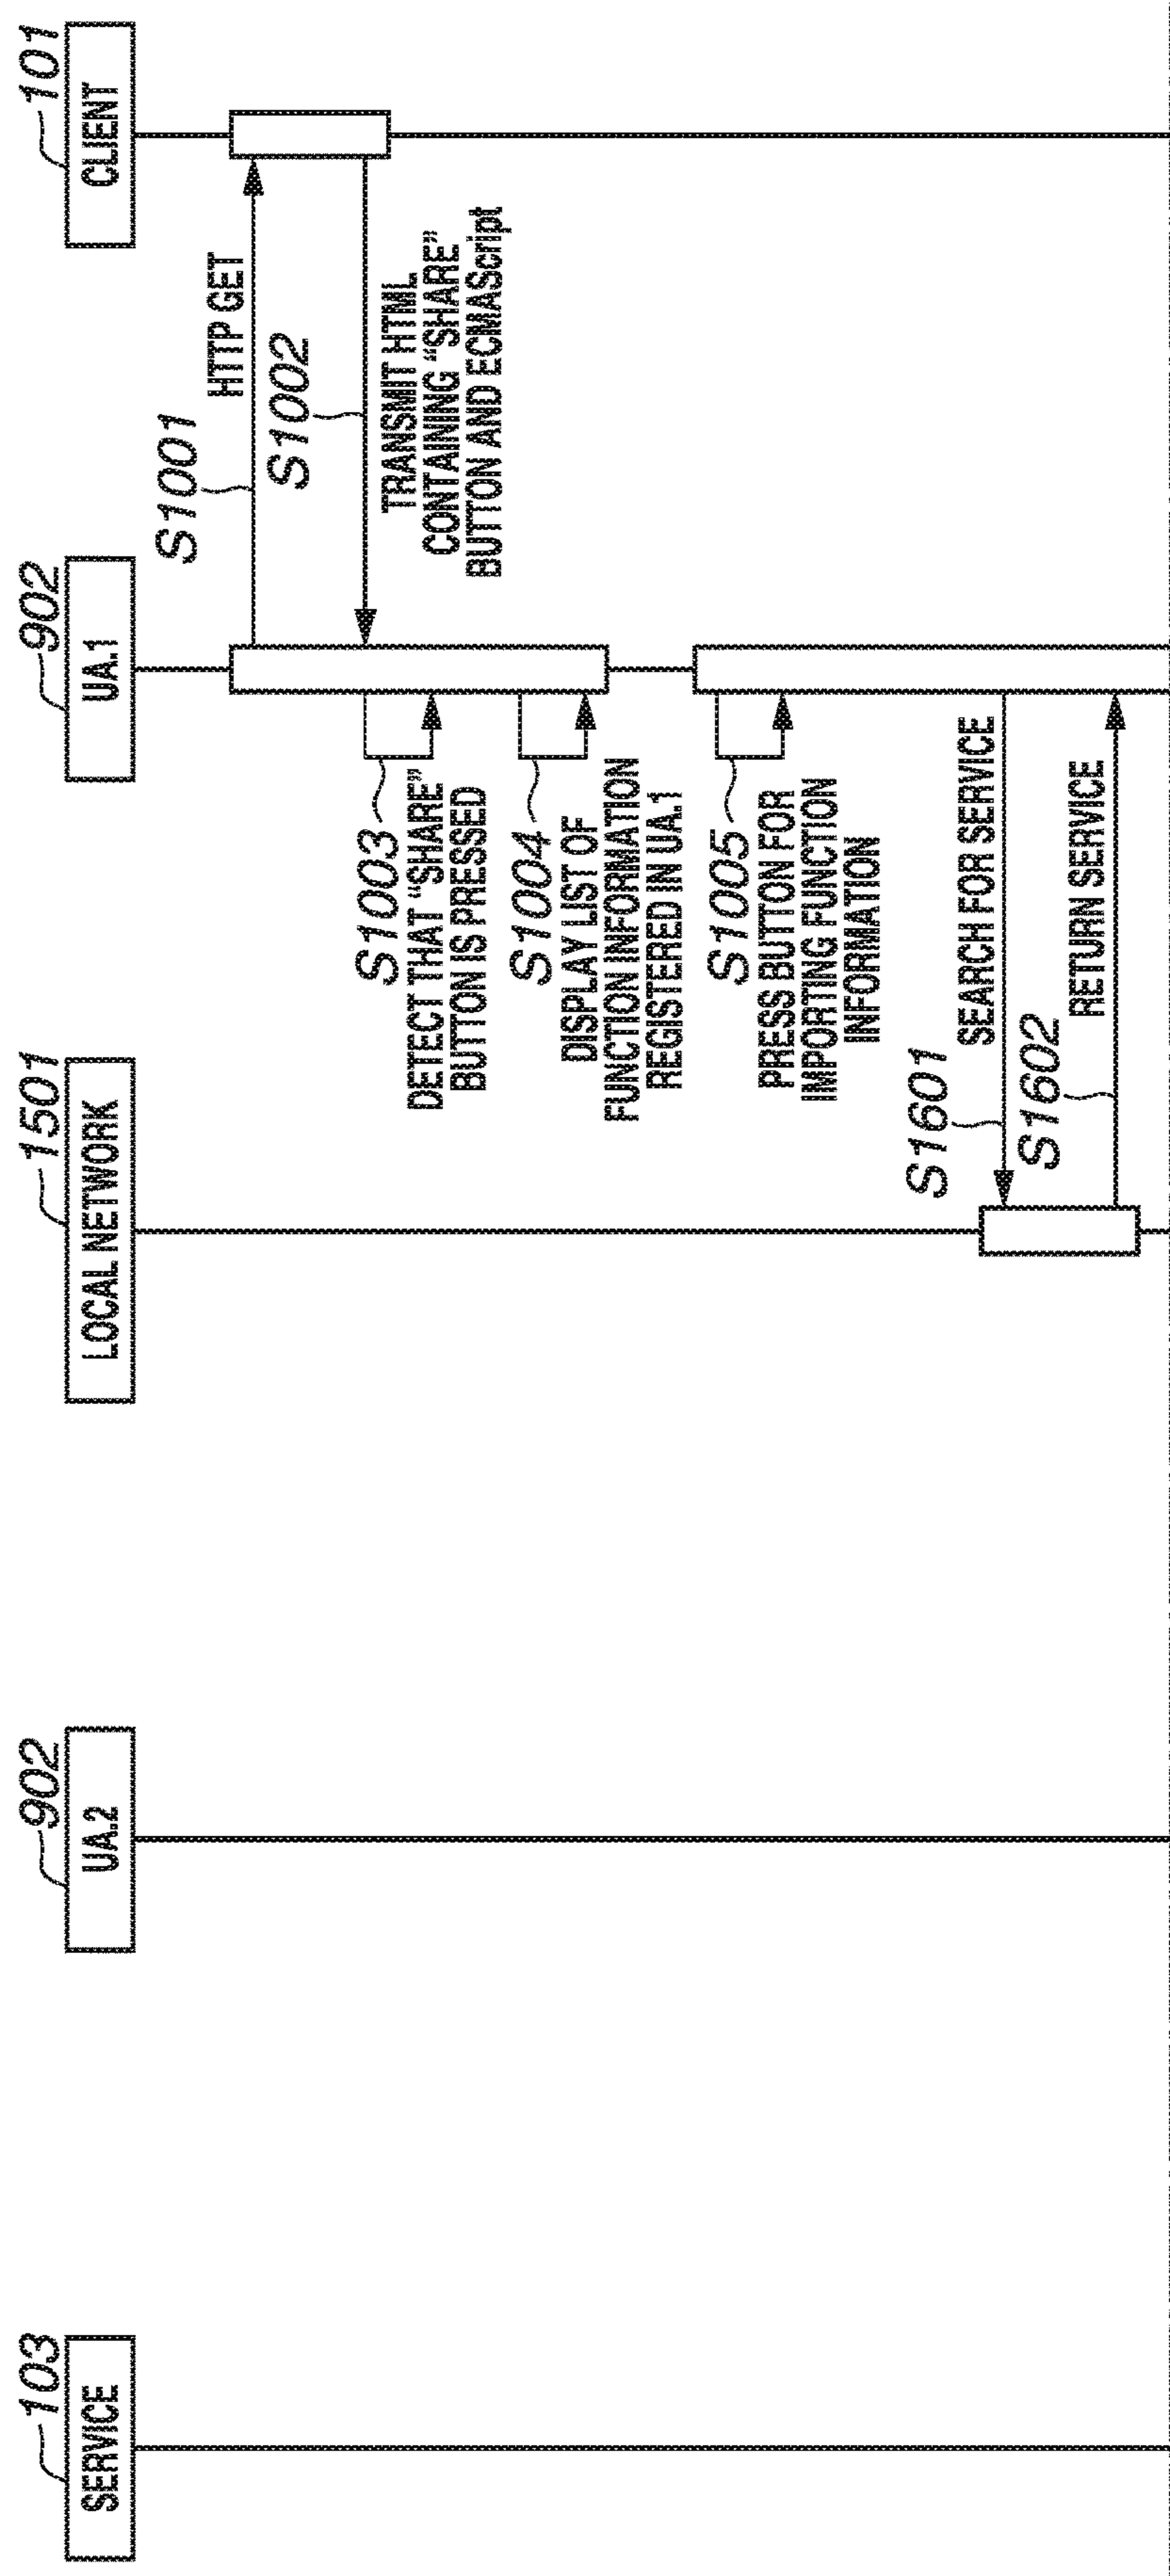 103
SERVICE
902
UA.2
1501
LOCAL NETWORK
902
UA.1
101
CLIENT
S1001
HTTP GET
S1002
TRANSMIT HTML
CONTAINING “SHARE”
BUTTON AND ECMAScript
S1003
DETECT THAT “SHARE”
BUTTON IS PRESSED
S1004
DISPLAY LIST OF
FUNCTION INFORMATION
REGISTERED IN UA.1
S1005
PRESS BUTTON FOR
IMPORTING FUNCTION
INFORMATION
S1601
SEARCH FOR SERVICE
S1602
RETURN SERVICE